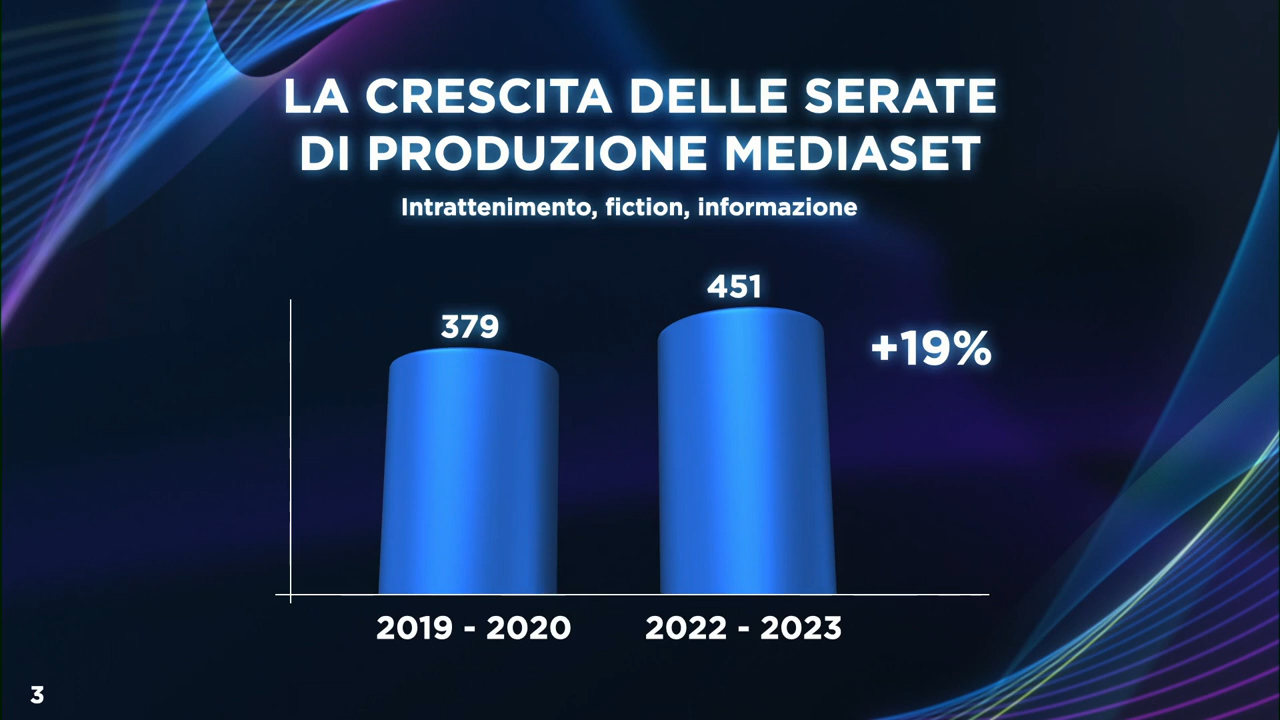 LA CRESCITA DELLE SERATE
DI PRODUZIONE MEDIASET
Intrattenimento, fiction, informazione
451
379
+19%
2019 - 2020
2022 - 2023
3